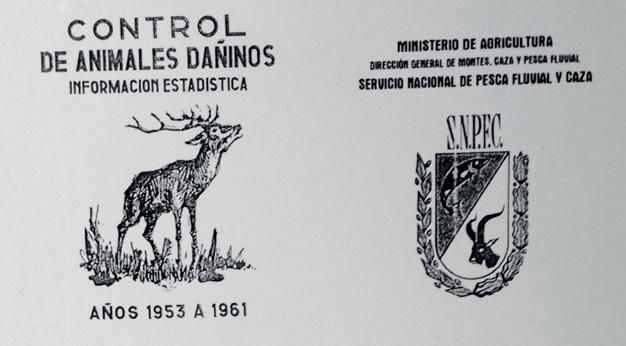 CONTROL
DE ANIMALES DAÑINOS
INFORMACION ESTADISTICA
AÑOS 1953 A 1961
MINISTERIO DE AGRICULTURA
DIRECCIÓN GENERAL DE MONTES, CAZA Y PESCA FLUVIAL
SERVICIO NACIONAL DE PESCA FLUVIAL Y CAZA
S.N.P.F.C.